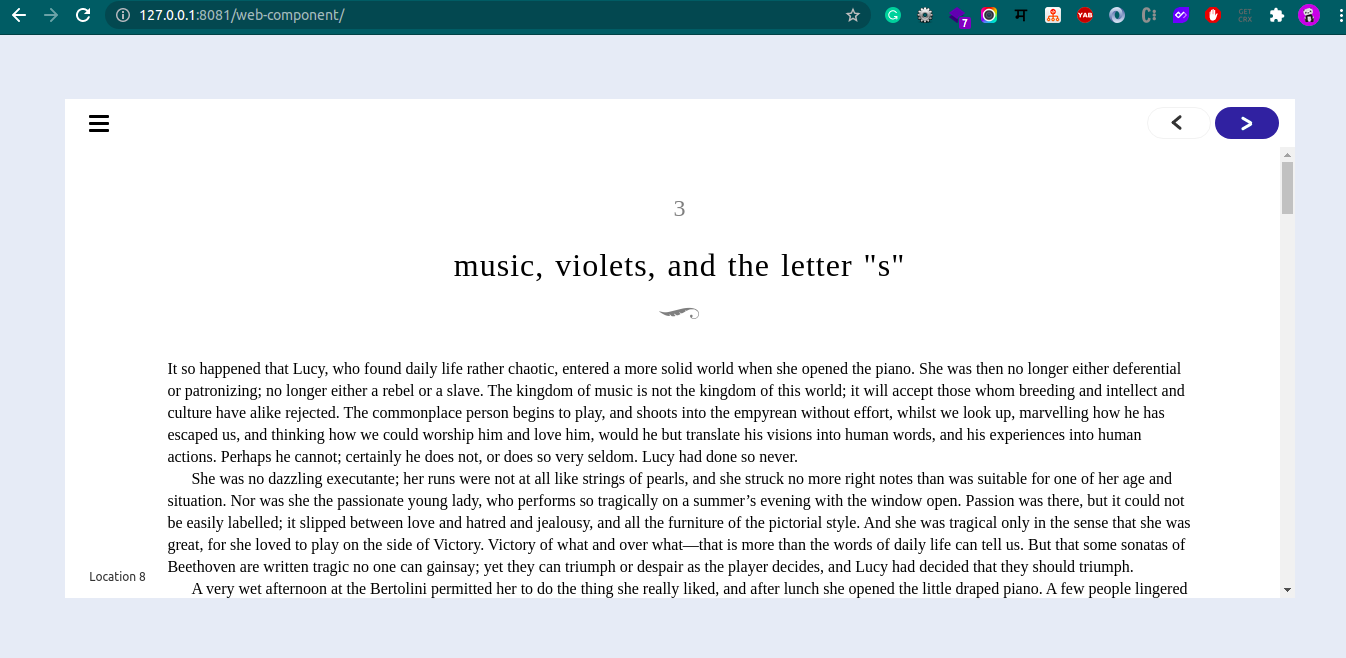 127.0.0.1:8081/web-component/
7
म
YAB
GET
CRX
3
music, violets, and the letter "s"
It so happened that Lucy, who found daily life rather chaotic, entered a more solid world when she opened the piano. She was then no longer either deferential
or patronizing; no longer either a rebel or a slave. The kingdom of music is not the kingdom of this world; it will accept those whom breeding and intellect and
culture have alike rejected. The commonplace person begins to play, and shoots into the empyrean without effort, whilst we look up, marvelling how he has
escaped us, and thinking how we could worship him and love him, would he but translate his visions into human words, and his experiences into human
actions. Perhaps he cannot; certainly he does not, or does so very seldom. Lucy had done so never.
She was no dazzling executante; her runs were not at all like strings of pearls, and she struck no more right notes than was suitable for one of her age and
situation. Nor was she the passionate young lady, who performs so tragically on a summer’s evening with the window open. Passion was there, but it could not
be easily labelled; it slipped between love and hatred and jealousy, and all the furniture of the pictorial style. And she was tragical only in the sense that she was
great, for she loved to play on the side of Victory. Victory of what and over what—that is more than the words of daily life can tell us. But that some sonatas of
Beethoven are written tragic no one can gainsay; yet they can triumph or despair as the player decides, and Lucy had decided that they should triumph.
A very wet afternoon at the Bertolini permitted her to do the thing she really liked, and after lunch she opened the little draped piano. A few people lingered
Location 8